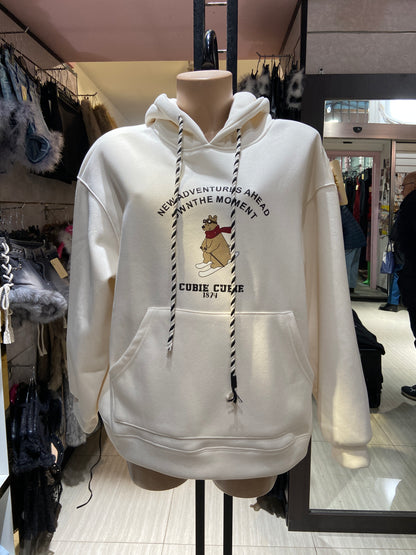 NEW ADVENTURES AHEAD
OWN THE MOMENT
CUBIE CUBIE
1874